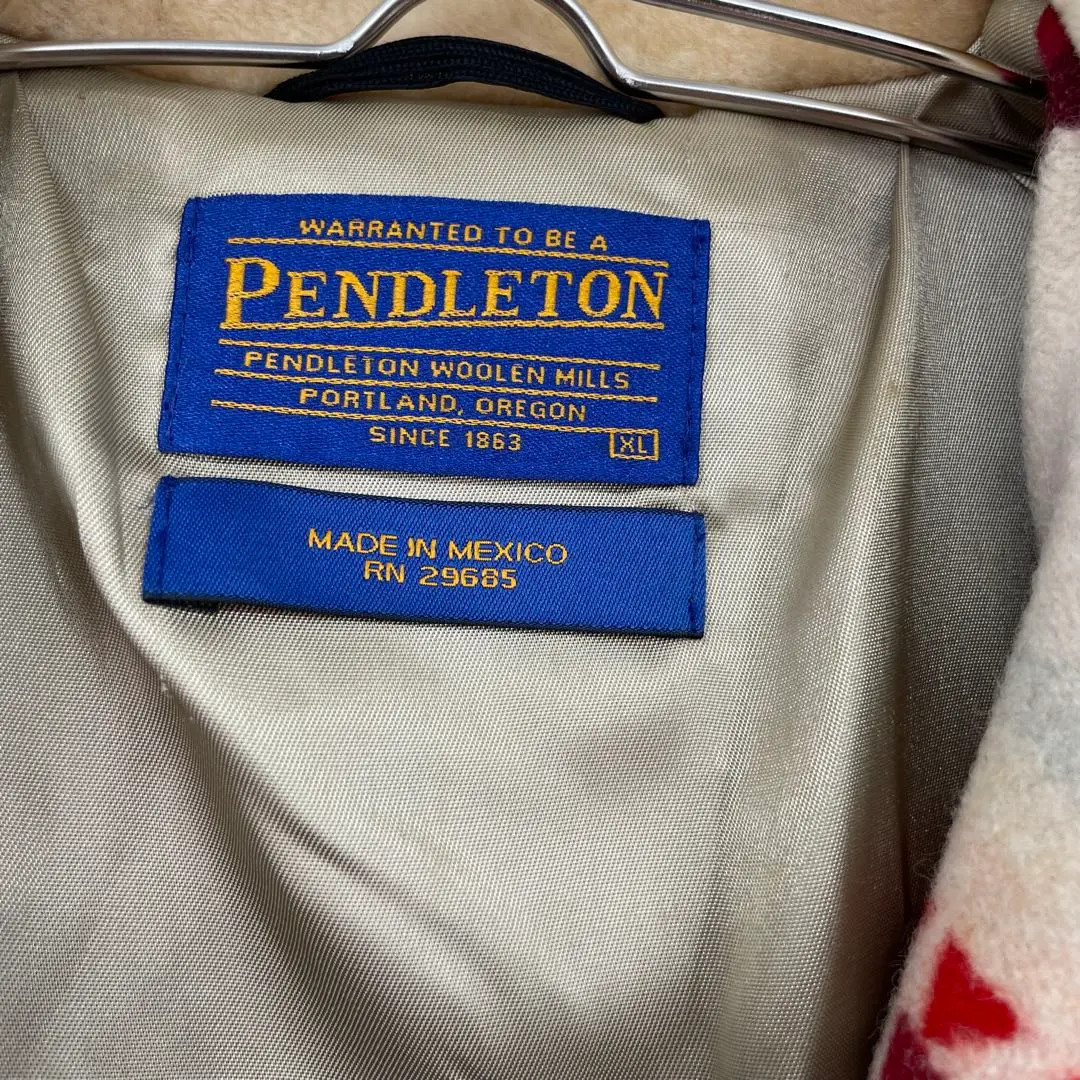 WARRANTED TO BE A
PENDLETON
PENDLETON WOOLEN MILLS
PORTLAND, OREGON
SINCE 1863
XL
MADE IN MEXICO
RN 29685